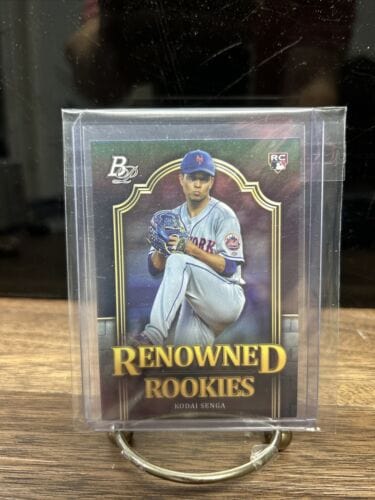 BP
RC
YORK
RENOWNED
ROOKIES
KODAI SENGA